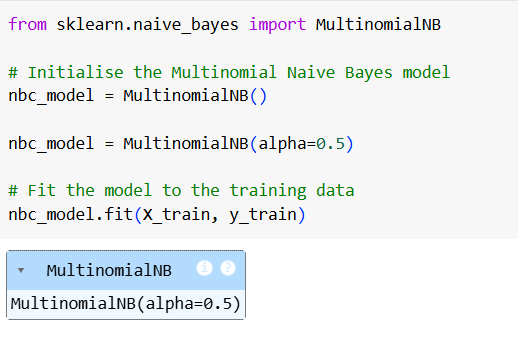 from sklearn.naive_bayes import MultinomialNB
# Initialise the Multinomial Naive Bayes model
nbc_model = MultinomialNB()
nbc_model = MultinomialNB(alpha=0.5)
# Fit the model to the training data
nbc_model.fit(X_train, y_train)
▾ MultinomialNB i ?
MultinomialNB(alpha=0.5)